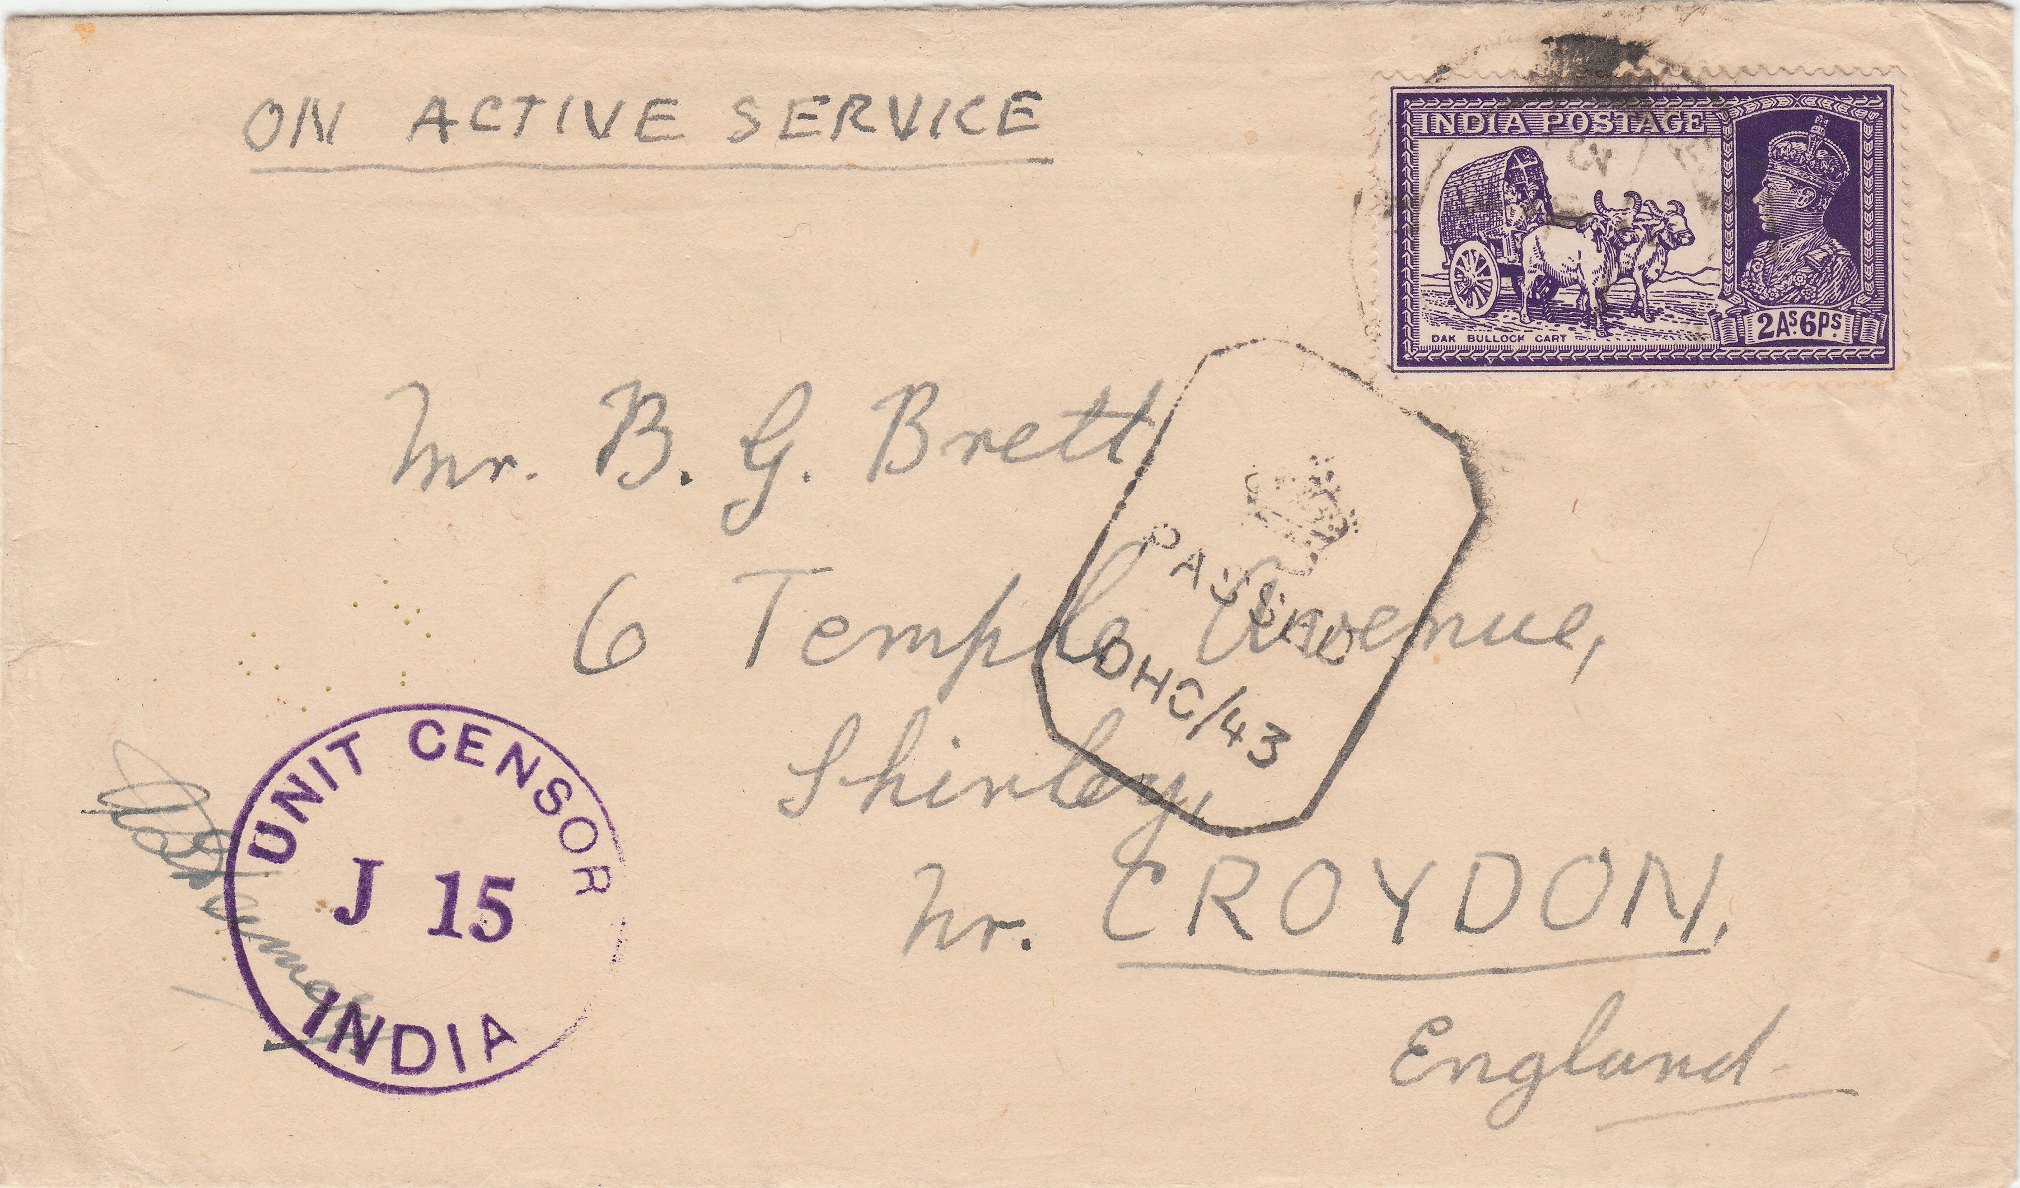 ON ACTIVE SERVICE
INDIA POSTAGE
DAK BULLOCK CART
2As.6Ps.
Mr. B. G. Brett
6 Temple Avenue,
Shirley,
Nr. CROYDON,
England
PASSED
DHC/43
UNIT CENSOR
J 15
INDIA